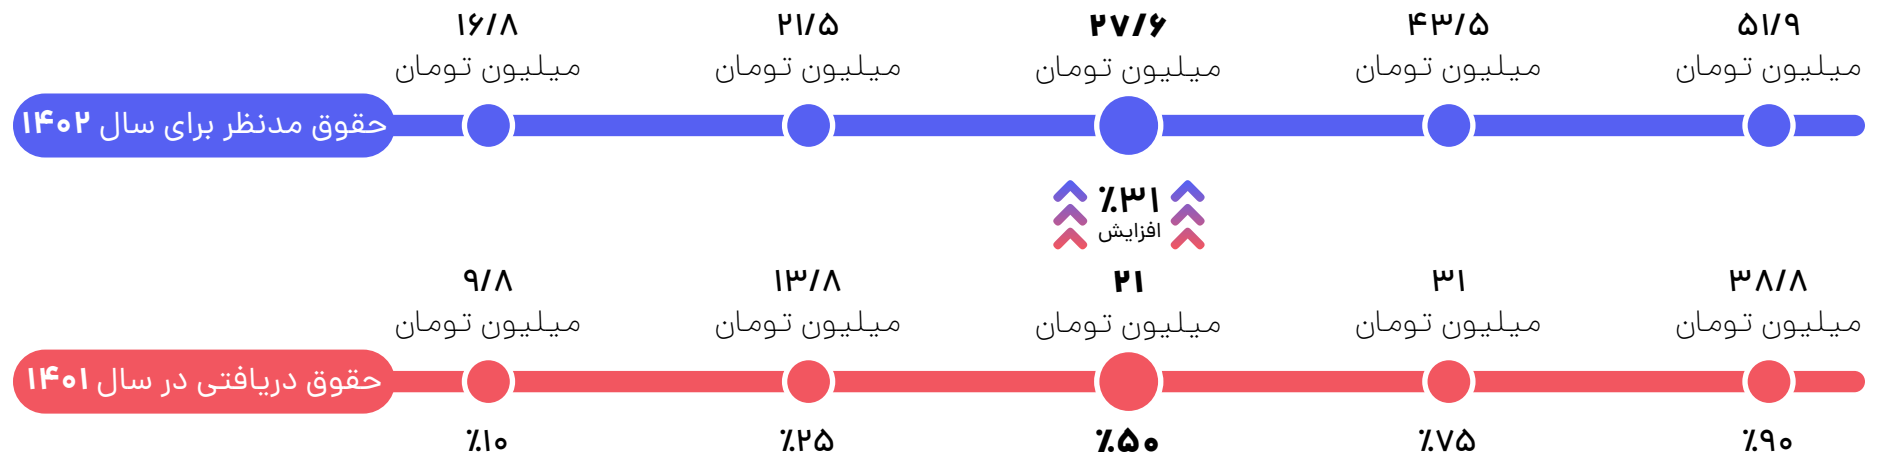 ۱۶/۸
میلیون تومان
۲۱/۵
میلیون تومان
۲۷/۶
میلیون تومان
۴۳/۵
میلیون تومان
۵۱/۹
میلیون تومان
حقوق مدنظر برای سال ۱۴۰۲
٪۳۱
افزایش
۹/۸
میلیون تومان
۱۳/۸
میلیون تومان
۲۱
میلیون تومان
۳۱
میلیون تومان
۳۸/۸
میلیون تومان
حقوق دریافتی در سال ۱۴۰۱
٪۱۰
٪۲۵
٪۵۰
٪۷۵
٪۹۰